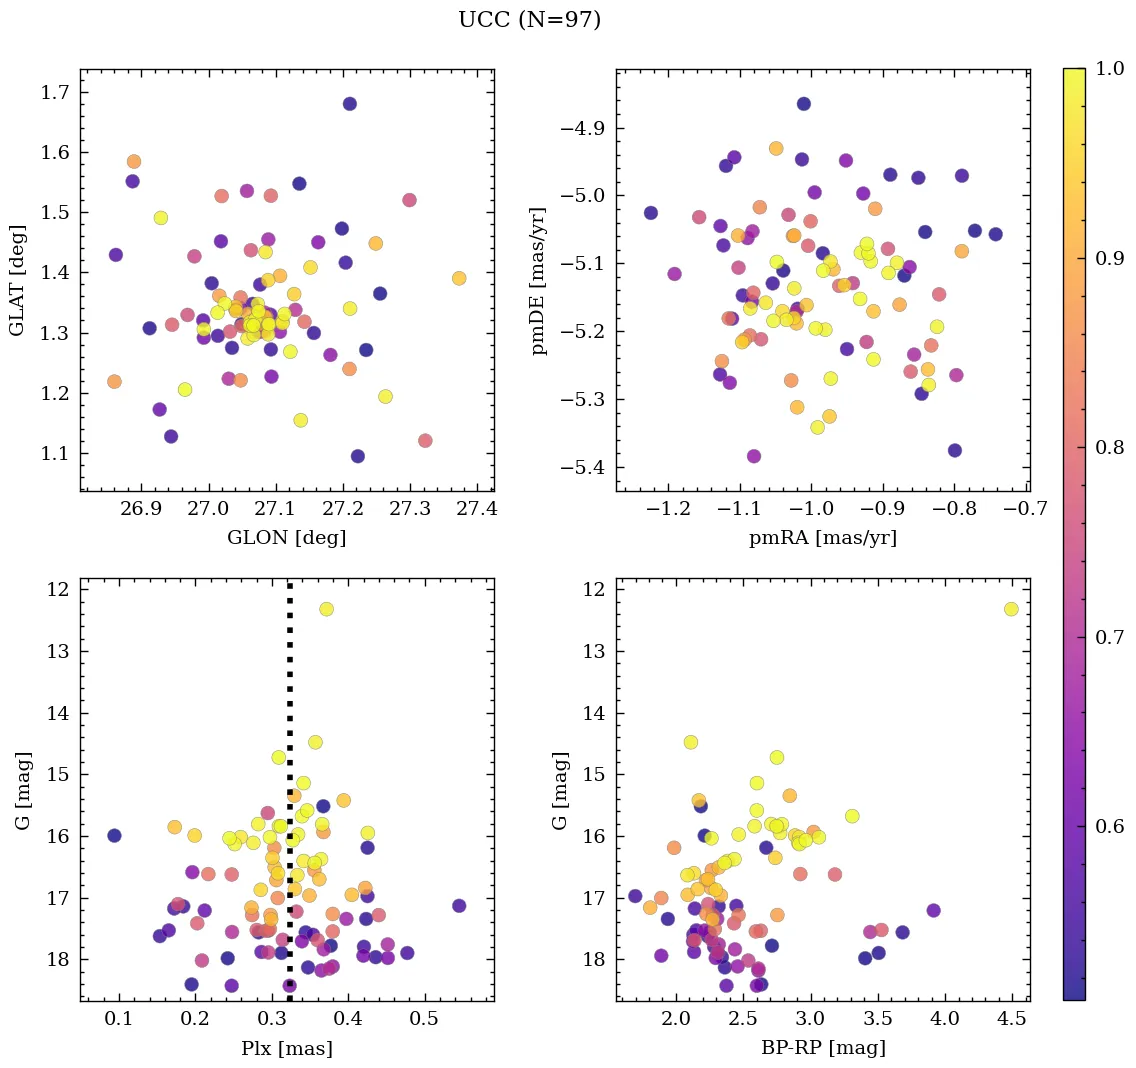 UCC (N=97)
1.7
1.6
1.5
1.4
1.3
1.2
1.1
GLAT [deg]
26.9 27.0 27.1 27.2 27.3 27.4
GLON [deg]
−4.9
−5.0
−5.1
−5.2
−5.3
−5.4
pmDE [mas/yr]
−1.2 −1.1 −1.0 −0.9 −0.8 −0.7
pmRA [mas/yr]
1.0
0.9
0.8
0.7
0.6
12
13
14
15
16
17
18
G [mag]
0.1 0.2 0.3 0.4 0.5
Plx [mas]
12
13
14
15
16
17
18
G [mag]
2.0 2.5 3.0 3.5 4.0 4.5
BP-RP [mag]